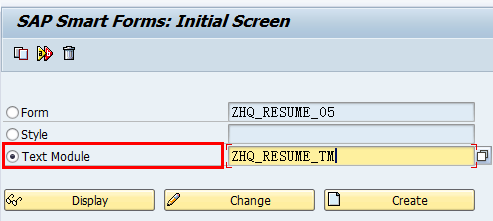 SAP Smart Forms: Initial Screen
Form ZHQ_RESUME_05
Style
Text Module ZHQ_RESUME_TM
Display Change Create